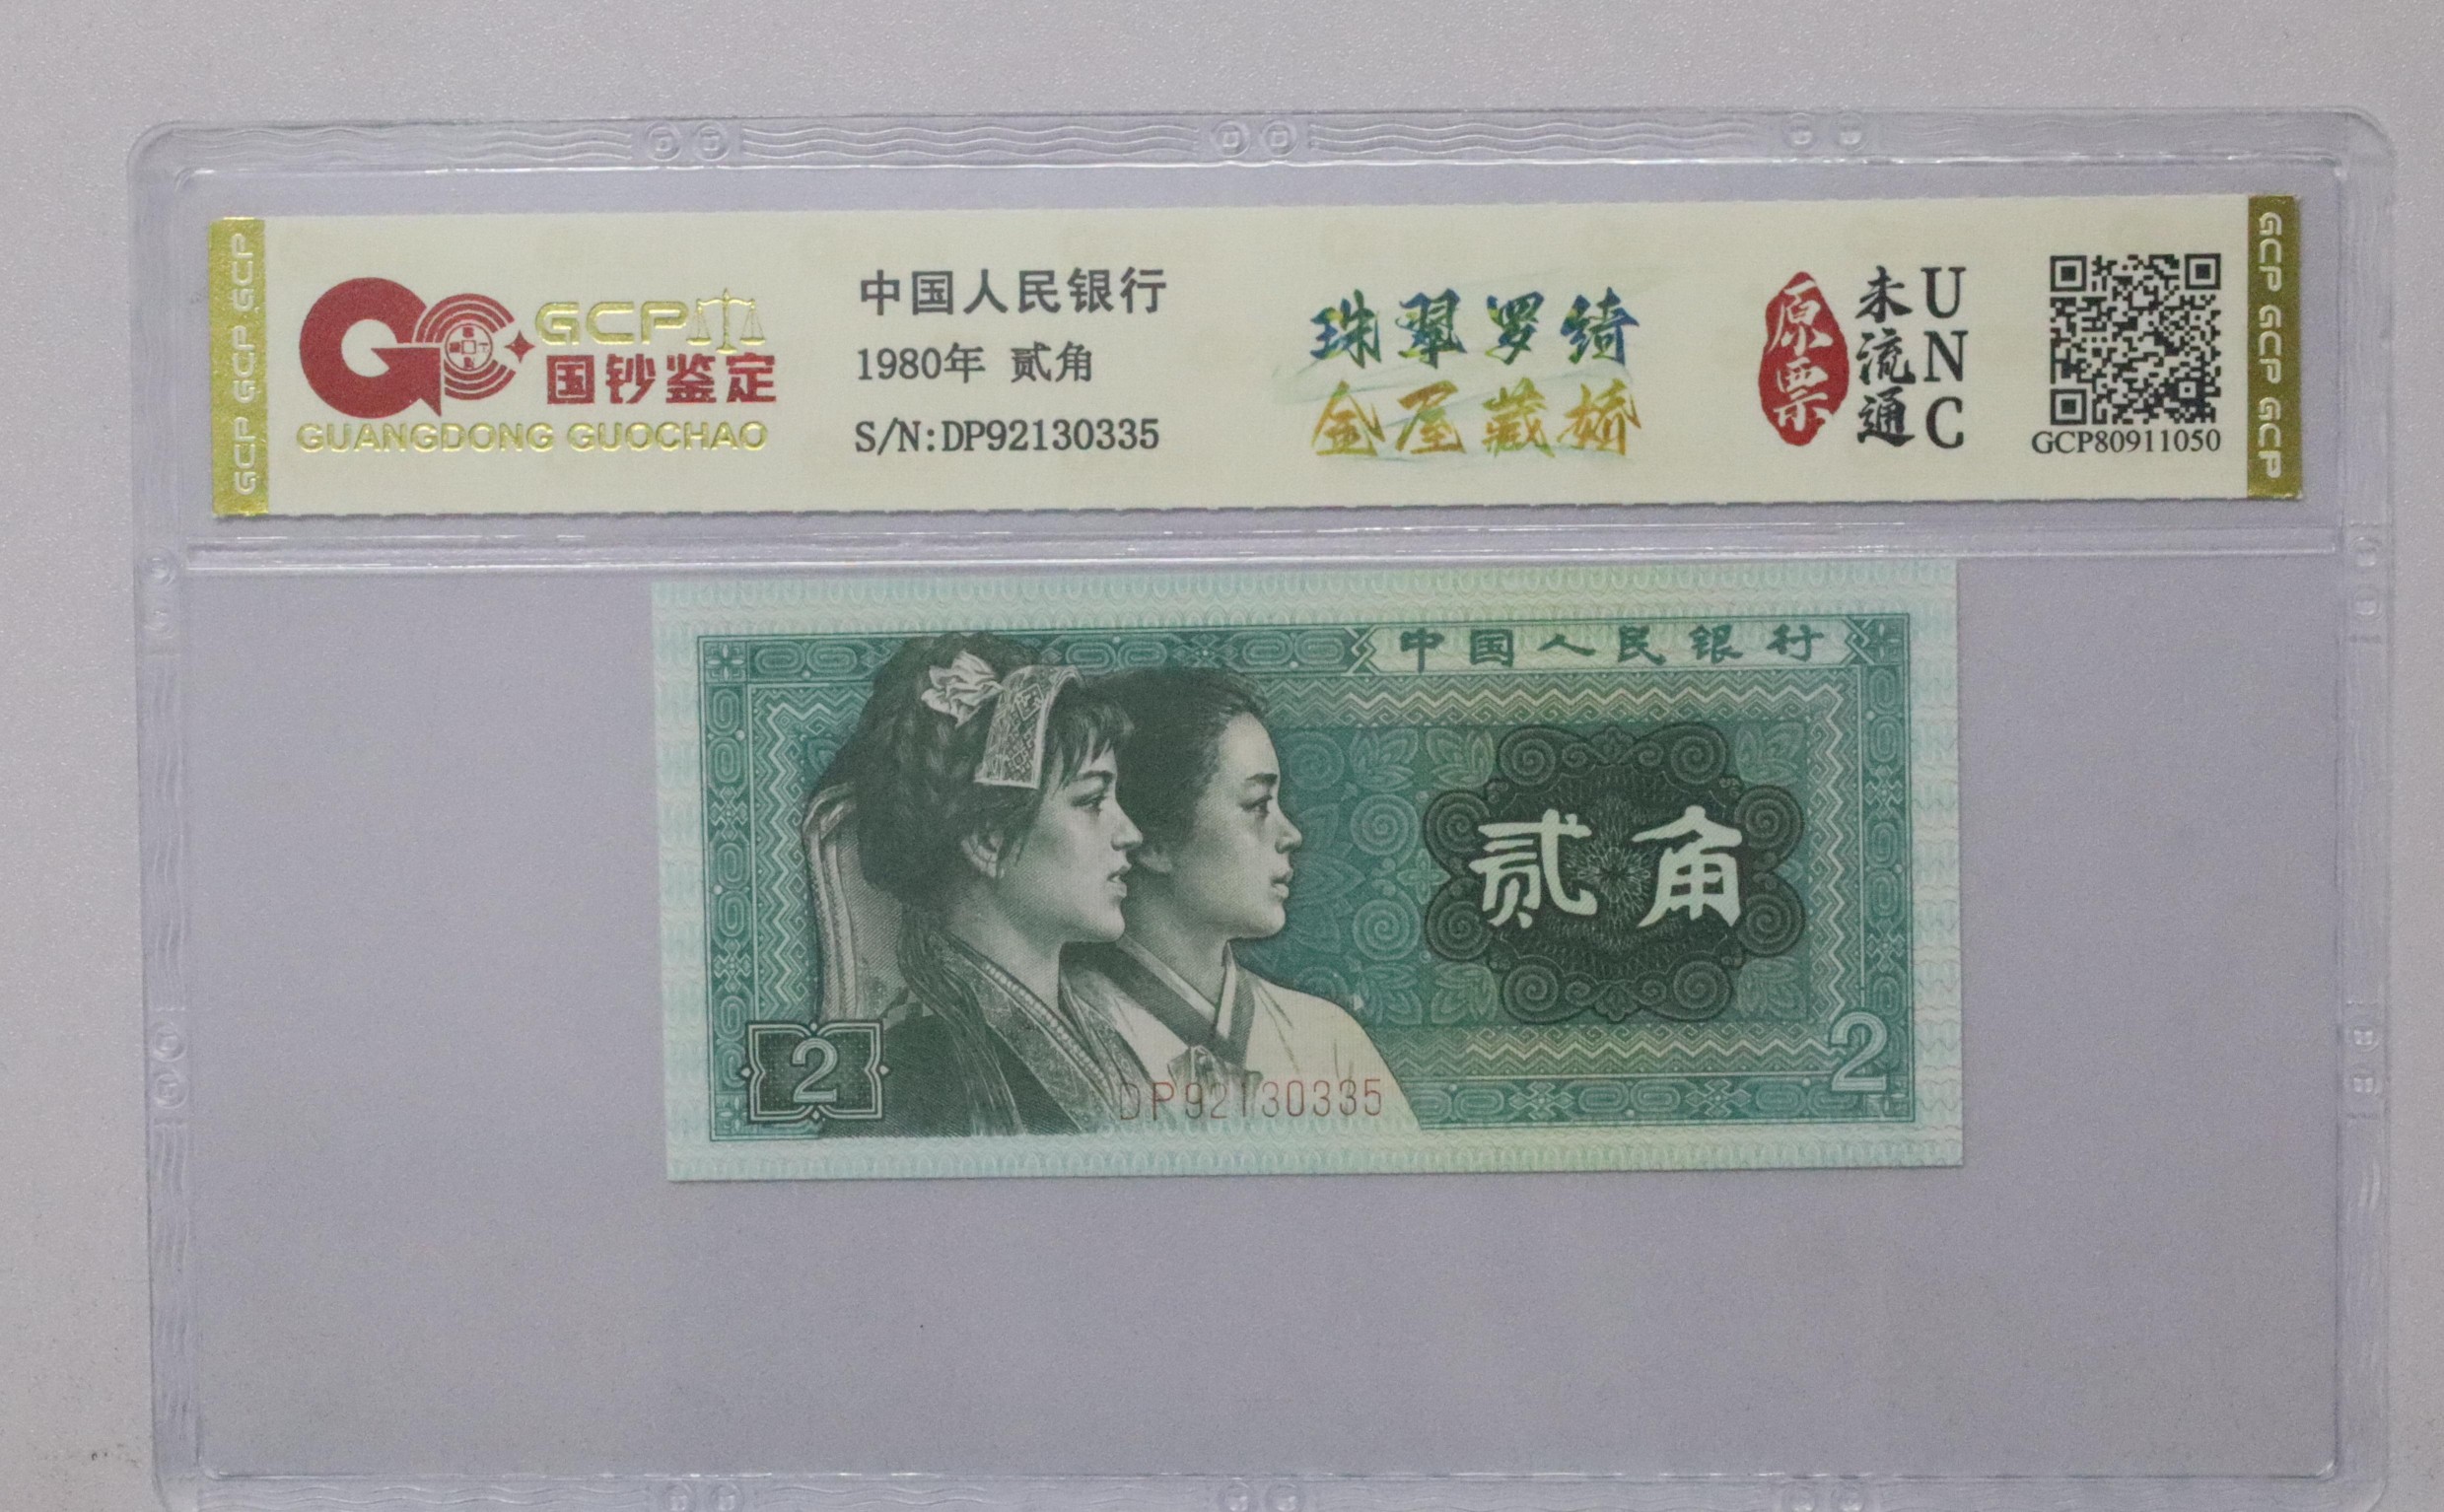 GCP GCP GCP
GCP
国钞鉴定
GUANGDONG GUOCHAO
中国人民银行
1980年 贰角
S/N:DP92130335
珠翠罗绮
金屋藏娇
原票
未流通
UNC
GCP80911050
GCP GCP GCP
中国人民银行
贰角
2
2
DP92130335